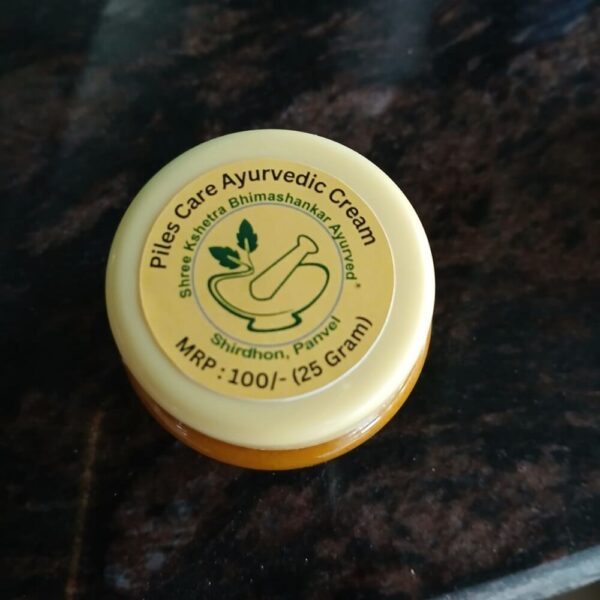 Piles Care Ayurvedic Cream
Shree Kshetra Bhimashankar Ayurved
Shirdhon, Panvel
MRP : 100/- (25 Gram)